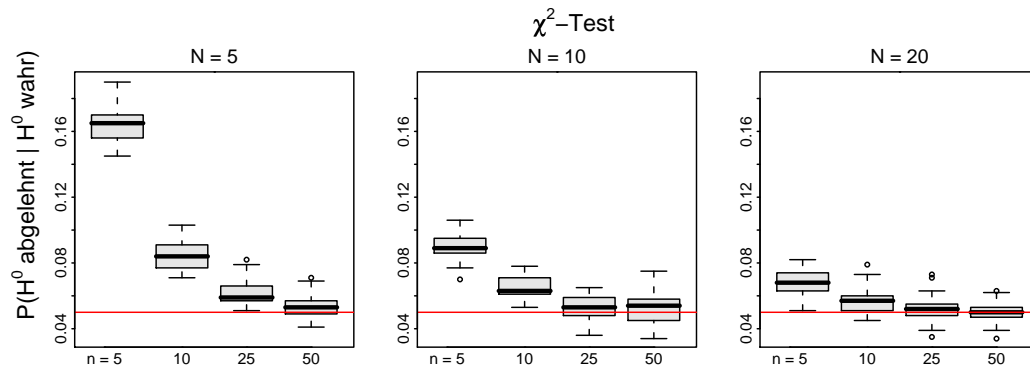 χ²−Test
N = 5
N = 10
N = 20
P(H⁰ abgelehnt | H⁰ wahr)
0.16
0.12
0.08
0.04
n = 5 10 25 50
0.16
0.12
0.08
0.04
n = 5 10 25 50
0.16
0.12
0.08
0.04
n = 5 10 25 50